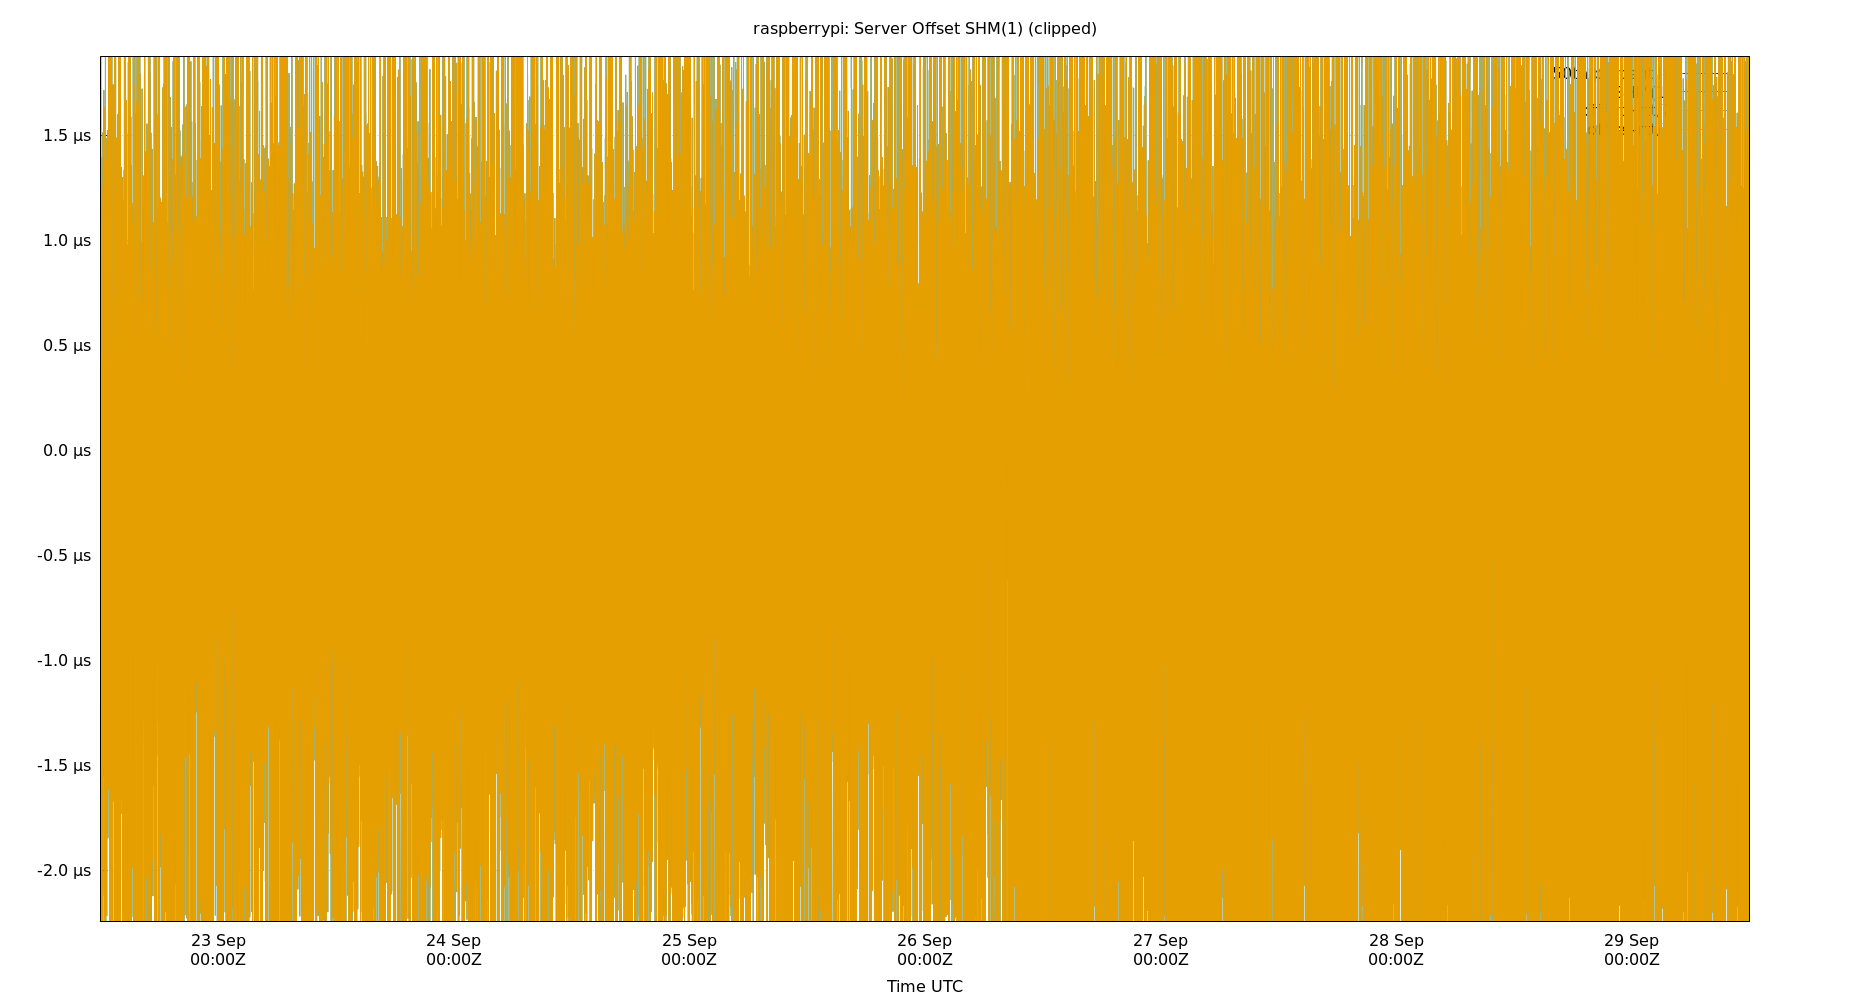 raspberrypi: Server Offset SHM(1) (clipped)
1.5 µs
1.0 µs
0.5 µs
0.0 µs
-0.5 µs
-1.0 µs
-1.5 µs
-2.0 µs
23 Sep 24 Sep 25 Sep 26 Sep 27 Sep 28 Sep 29 Sep
00:00Z 00:00Z 00:00Z 00:00Z 00:00Z 00:00Z 00:00Z
Time UTC